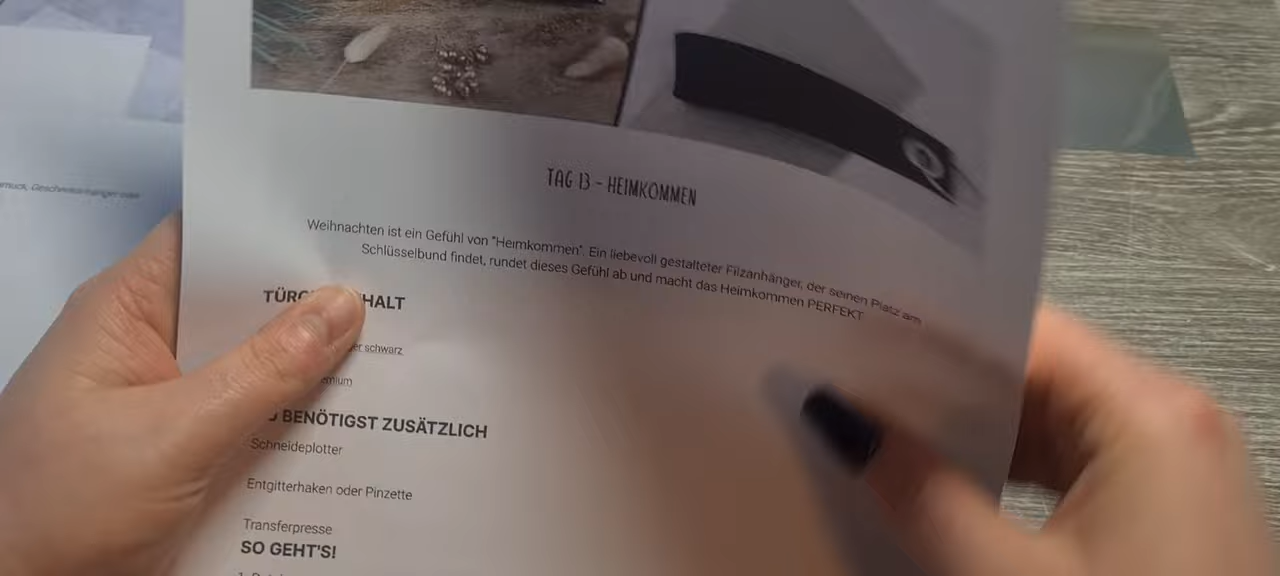 TAG 13 - HEIMKOMMEN
Weihnachten ist ein Gefühl von "Heimkommen". Ein liebevoll gestalteter Filzanhänger, der seinen Platz am
Schlüsselbund findet, rundet dieses Gefühl ab und macht das Heimkommen PERFEKT
schwarz
BENÖTIGST ZUSÄTZLICH
Schneideplotter
Entgitterhaken oder Pinzette
Transferpresse
SO GEHT'S!